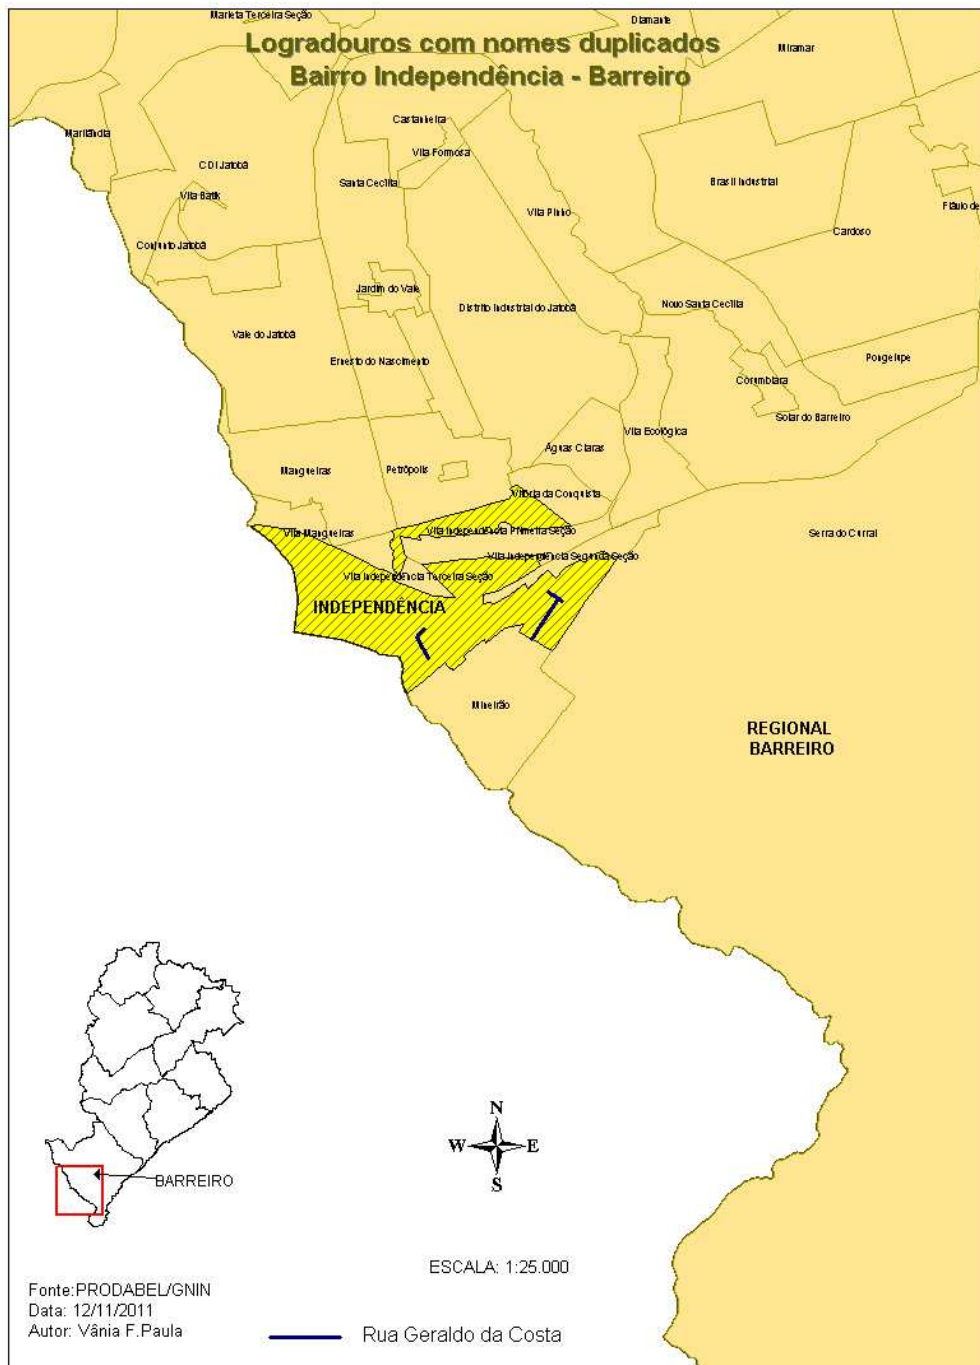 Marieta Terceira Seção
Diamante
Logradouros com nomes duplicados
Miramar
Bairro Independência - Barreiro
Castanheira
Marilândia
Vila Formosa
CDI Jatobá
Santa Cecília
Brasil Industrial
Vila Batik
Flávio de
Vila Pinho
Cardoso
Conjunto Jatobá
Jardim do Vale
Novo Santa Cecília
Distrito Industrial do Jatobá
Vale do Jatobá
Ernesto do Nascimento
Pongelupe
Corumbiara
Solar do Barreiro
Vila Ecológica
Águas Claras
Mangueiras
Petrópolis
Vitória da Conquista
Vila Mangueiras
Vila Independência Primeira Seção
Serra do Curral
Vila Independência Segunda Seção
Vila Independência Terceira Seção
INDEPENDÊNCIA
Mineirão
REGIONAL
BARREIRO
N
W
E
S
BARREIRO
ESCALA: 1:25.000
Fonte:PRODABEL/GNIN
Data: 12/11/2011
Autor: Vânia F.Paula
Rua Geraldo da Costa